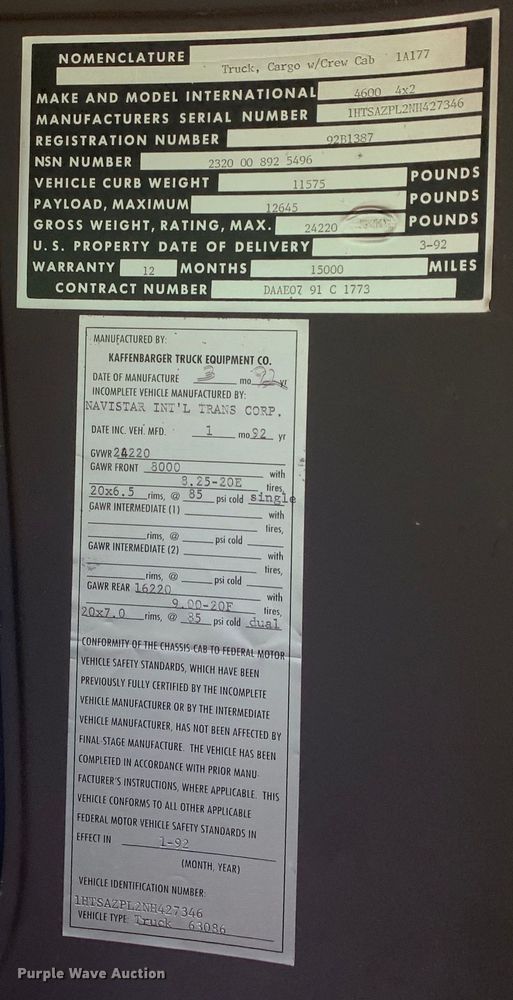 NOMENCLATURE Truck, Cargo w/Crew Cab 1A177
MAKE AND MODEL INTERNATIONAL 4600 4x2
MANUFACTURERS SERIAL NUMBER 1HTSAZPL2NH427346
REGISTRATION NUMBER 92B1387
NSN NUMBER 2320 00 892 5496
VEHICLE CURB WEIGHT 11575 POUNDS
PAYLOAD, MAXIMUM 12645 POUNDS
GROSS WEIGHT, RATING, MAX. 24220 POUNDS
U.S. PROPERTY DATE OF DELIVERY 3-92
WARRANTY 12 MONTHS 15000 MILES
CONTRACT NUMBER DAAE07 91 C 1773
MANUFACTURED BY:
KAFFENBARGER TRUCK EQUIPMENT CO.
DATE OF MANUFACTURE 3 mo 92 yr
INCOMPLETE VEHICLE MANUFACTURED BY:
NAVISTAR INT'L TRANS CORP.
DATE INC. VEH. MFD. 1 mo 92 yr
GVWR 24220
GAWR FRONT 8000 with
8.25-20E tires,
20x6.5 rims, @ 85 psi cold single
GAWR INTERMEDIATE (1) with
tires,
rims, @ psi cold
GAWR INTERMEDIATE (2) with
tires,
rims, @ psi cold
GAWR REAR 16220 with
9.00-20F tires,
20x7.0 rims, @ 85 psi cold dual
CONFORMITY OF THE CHASSIS-CAB TO FEDERAL MOTOR
VEHICLE SAFETY STANDARDS, WHICH HAVE BEEN
PREVIOUSLY FULLY CERTIFIED BY THE INCOMPLETE
VEHICLE MANUFACTURER OR BY THE INTERMEDIATE
VEHICLE MANUFACTURER, HAS NOT BEEN AFFECTED BY
FINAL-STAGE MANUFACTURE. THE VEHICLE HAS BEEN
COMPLETED IN ACCORDANCE WITH PRIOR MANU-
FACTURER'S INSTRUCTIONS, WHERE APPLICABLE. THIS
VEHICLE CONFORMS TO ALL OTHER APPLICABLE
FEDERAL MOTOR VEHICLE SAFETY STANDARDS IN
EFFECT IN 1-92
(MONTH, YEAR)
VEHICLE IDENTIFICATION NUMBER:
1HTSAZPL2NH427346
VEHICLE TYPE: Truck 63086
Purple Wave Auction